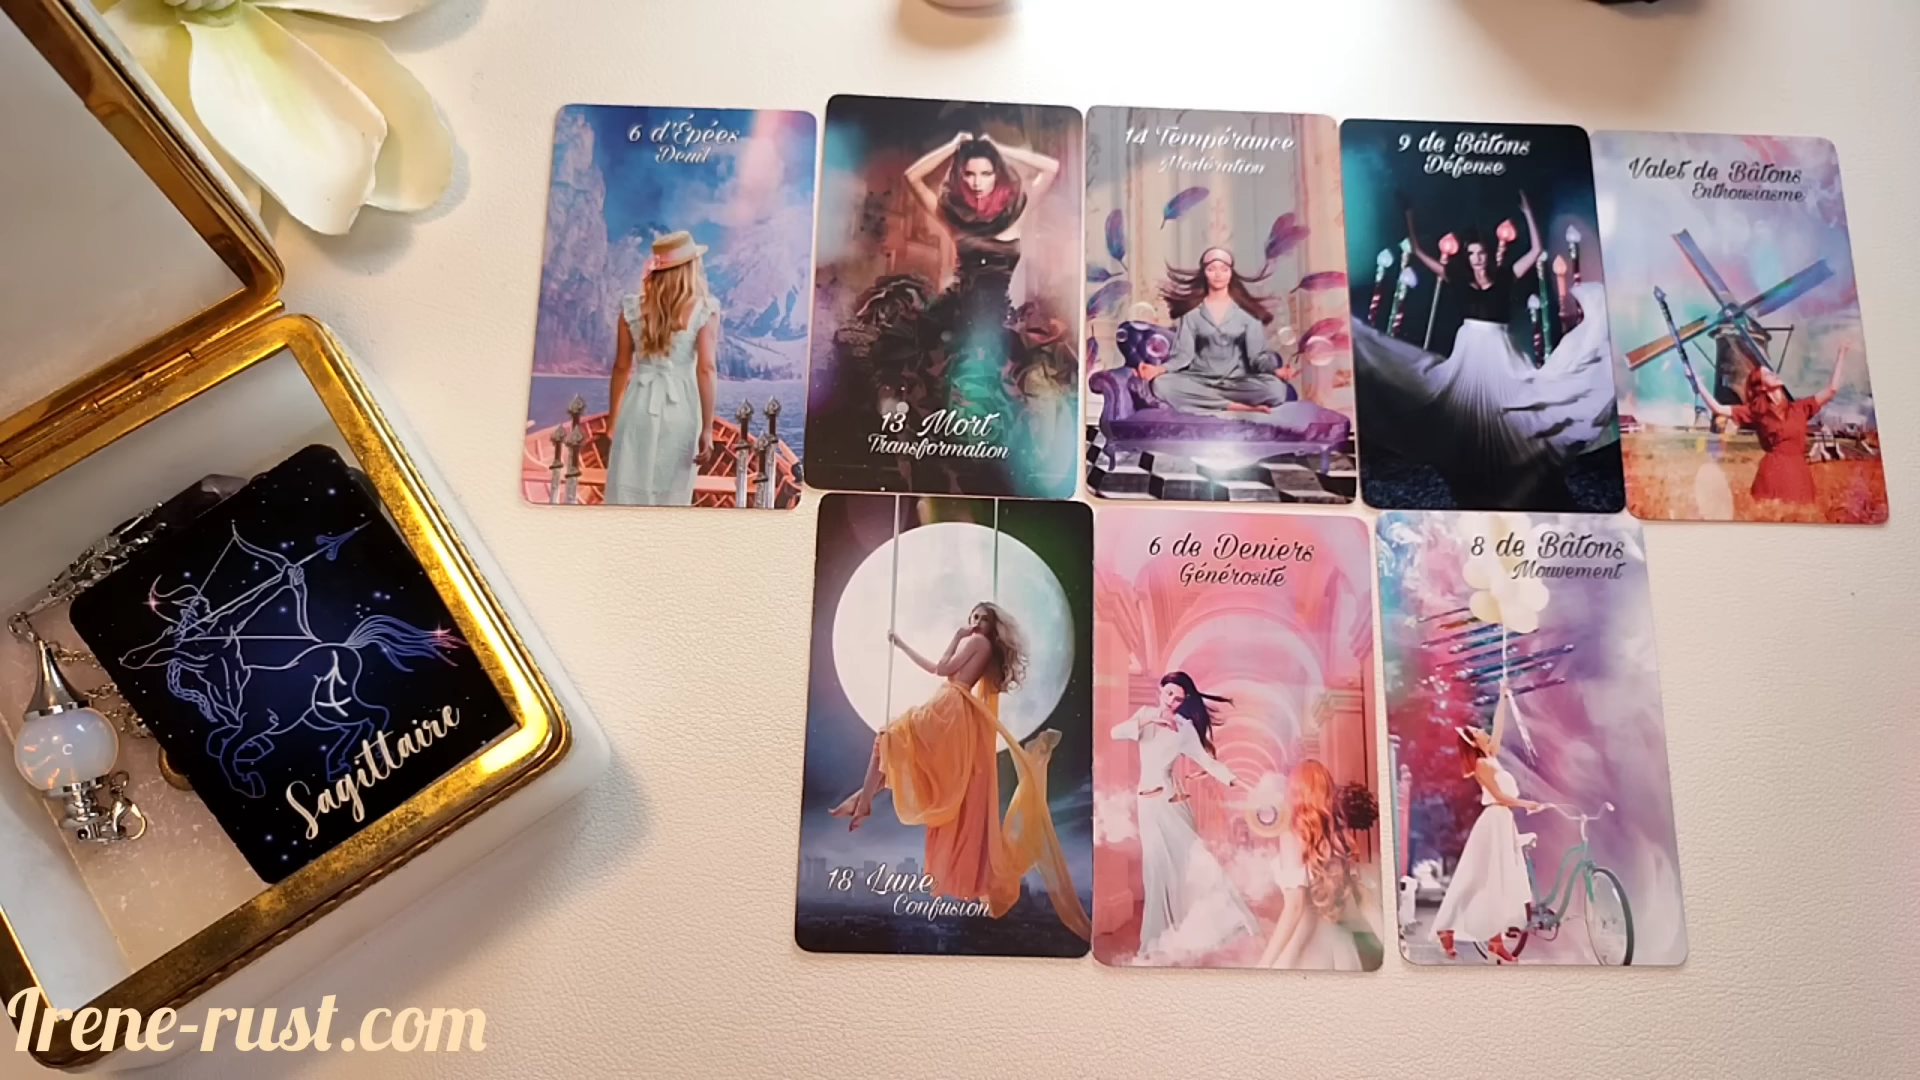 6 d'Épées
Deuil
13 Mort
Transformation
14 Tempérance
Modération
9 de Bâtons
Défense
Valet de Bâtons
Enthousiasme
18 Lune
Confusion
6 de Deniers
Générosité
8 de Bâtons
Mouvement
Sagittaire
Irene-rust.com